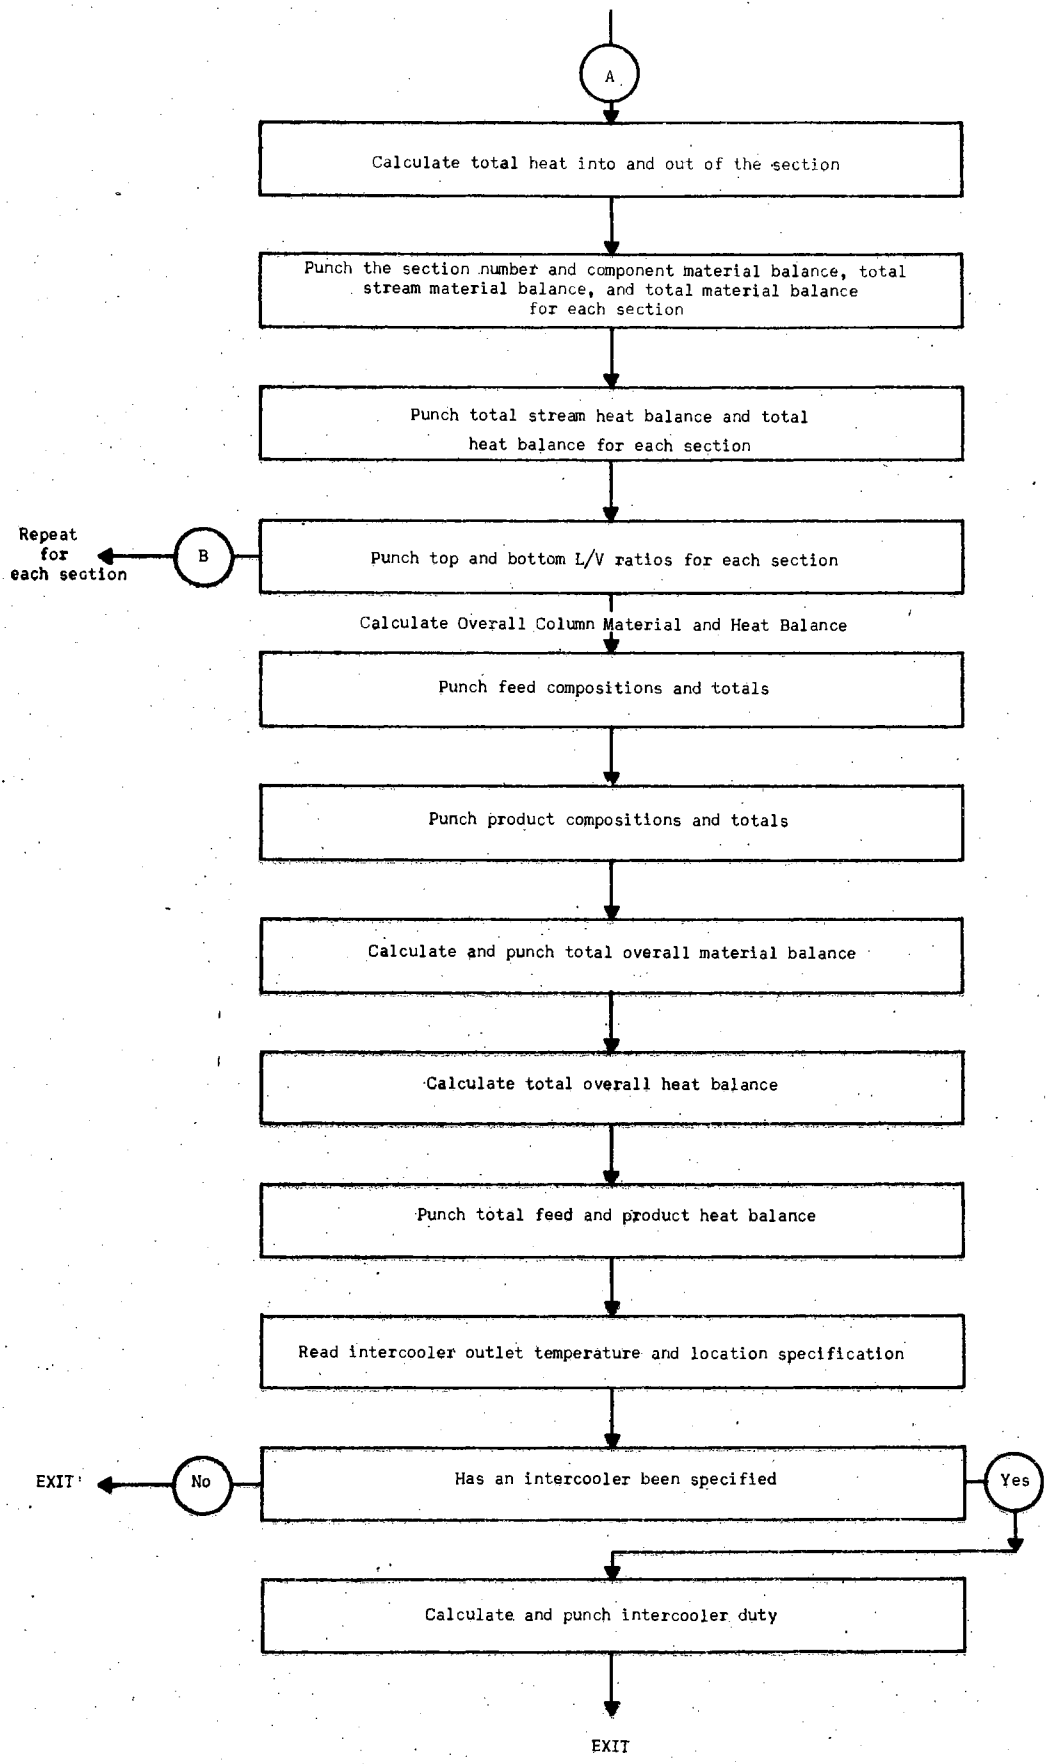 A
Calculate total heat into and out of the section
Punch the section number and component material balance, total
stream material balance, and total material balance
for each section
Punch total stream heat balance and total
heat balance for each section
Repeat
for
each section
B
Punch top and bottom L/V ratios for each section
Calculate Overall Column Material and Heat Balance
Punch feed compositions and totals
Punch product compositions and totals
Calculate and punch total overall material balance
Calculate total overall heat balance
Punch total feed and product heat balance
Read intercooler outlet temperature and location specification
EXIT
No
Has an intercooler been specified
Yes
Calculate and punch intercooler duty
EXIT